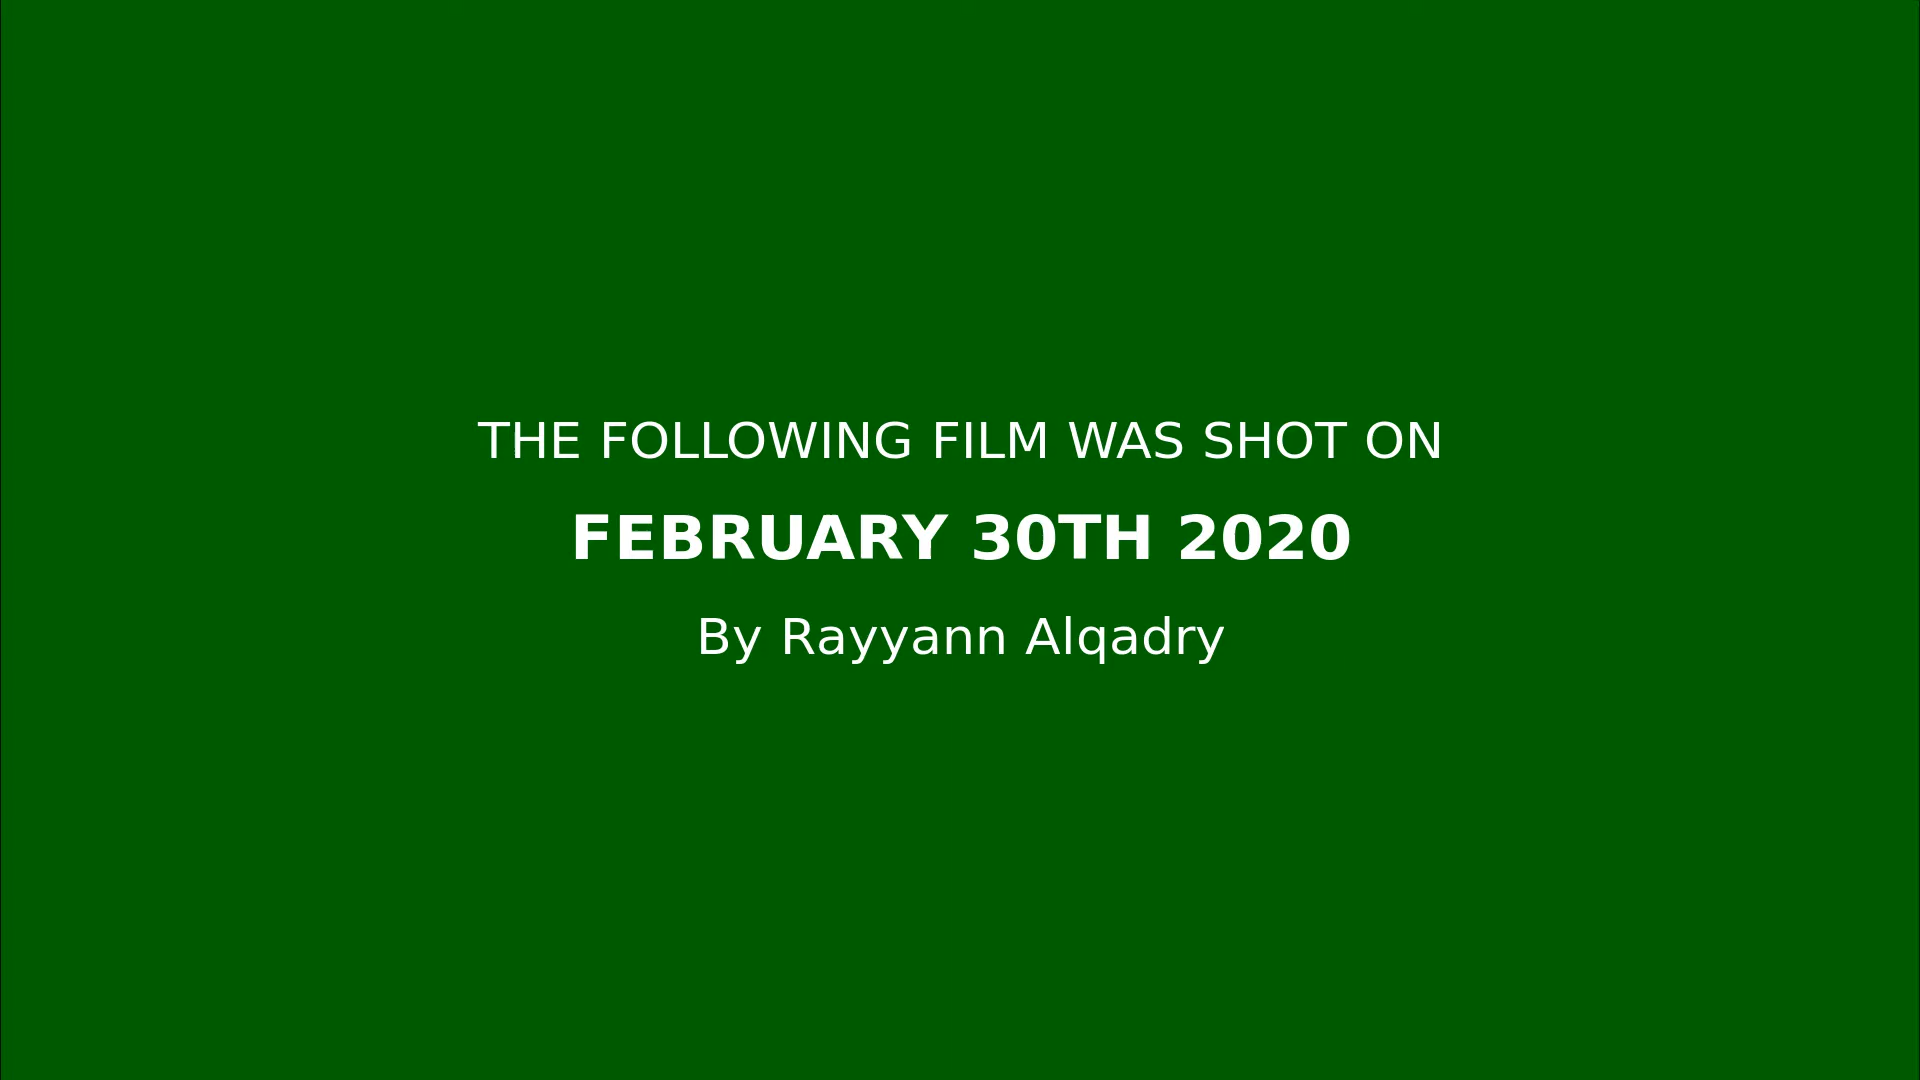 THE FOLLOWING FILM WAS SHOT ON
FEBRUARY 30TH 2020
By Rayyann Alqadry